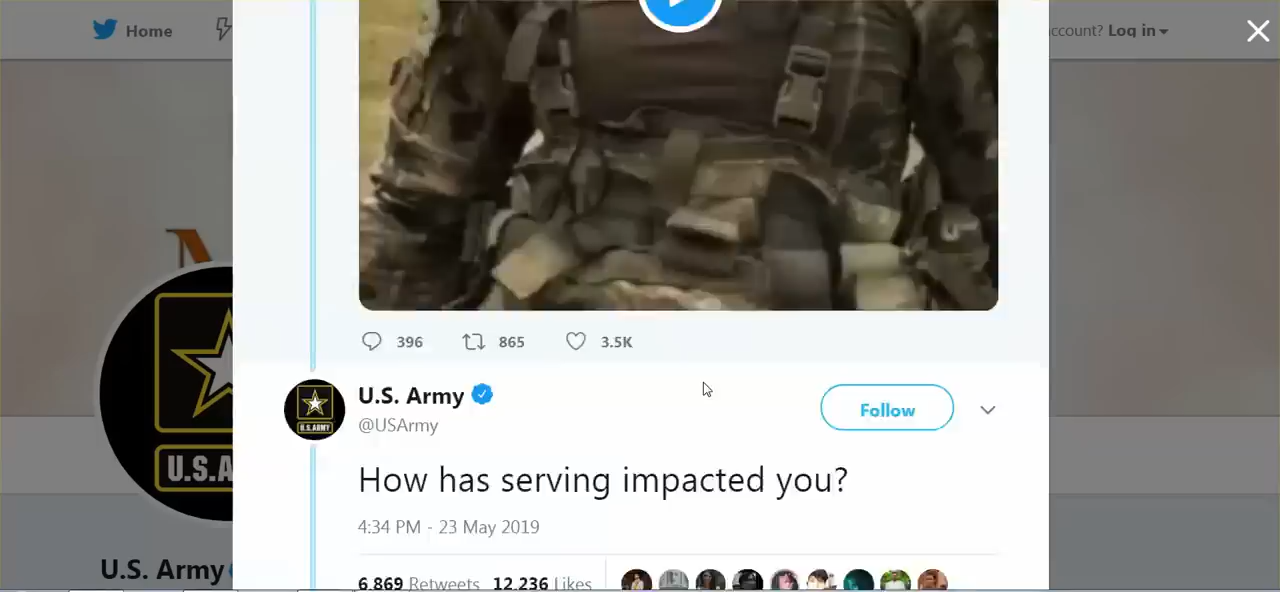 Home
ccount? Log in
396 865 3.5K
U.S. Army
@USArmy
Follow
U.S.ARMY
How has serving impacted you?
4:34 PM - 23 May 2019
U.S.A
U.S. Army
6,869 Retweets 12,236 Likes